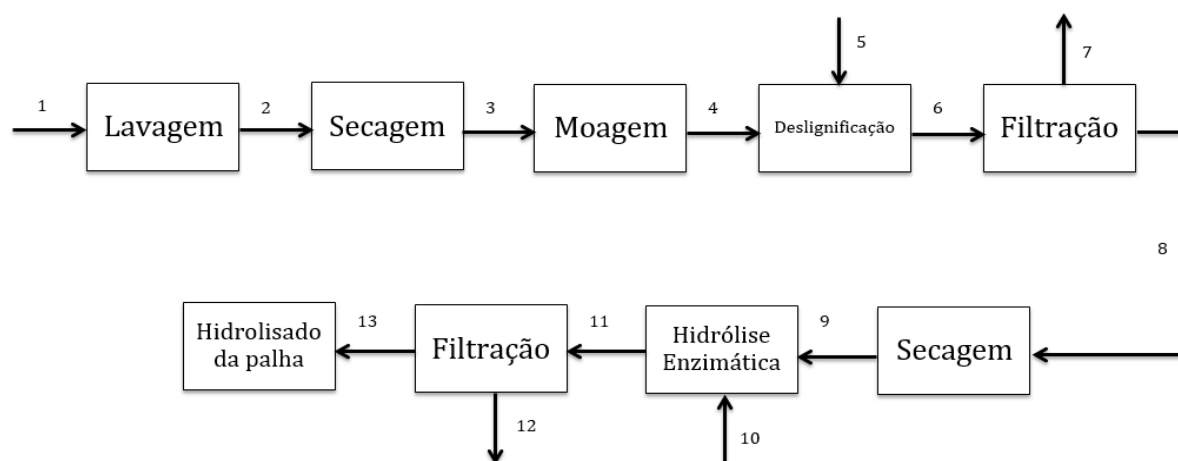 1
Lavagem
2
Secagem
3
Moagem
4
5
Deslignificação
6
7
Filtração
8
Secagem
9
Hidrólise
Enzimática
10
11
Filtração
12
13
Hidrolisado
da palha